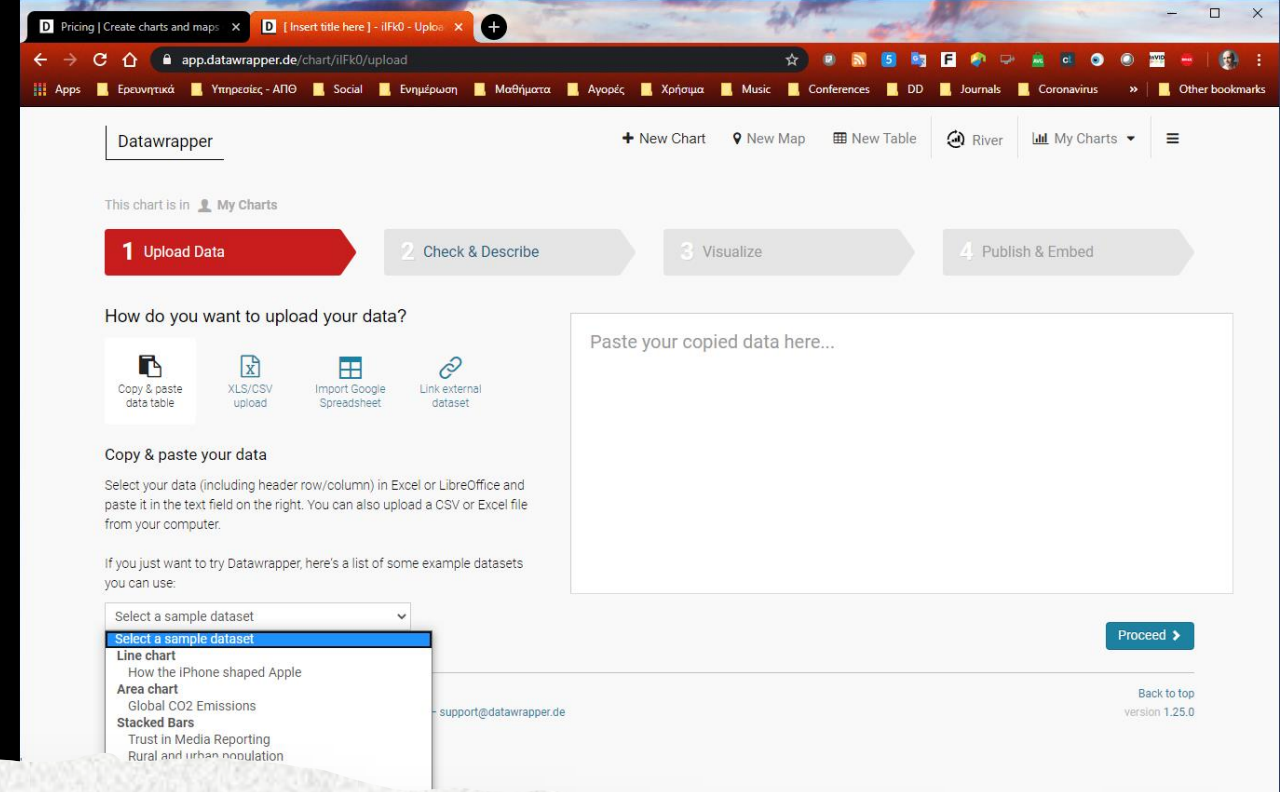 Pricing | Create charts and maps
[ Insert title here ] - ilFk0 - Uploa
app.datawrapper.de/chart/ilFk0/upload
Apps Ερευνητικά Υπηρεσίες - ΑΠΘ Social Ενημέρωση Μαθήματα Αγορές Χρήσιμα Music Conferences DD Journals Coronavirus » Other bookmarks
Datawrapper
New Chart New Map New Table River My Charts
This chart is in My Charts
1 Upload Data
2 Check & Describe
3 Visualize
4 Publish & Embed
How do you want to upload your data?
Copy & paste
data table
XLS/CSV
upload
Import Google
Spreadsheet
Link external
dataset
Paste your copied data here...
Copy & paste your data
Select your data (including header row/column) in Excel or LibreOffice and
paste it in the text field on the right. You can also upload a CSV or Excel file
from your computer.
If you just want to try Datawrapper, here's a list of some example datasets
you can use:
Select a sample dataset
Select a sample dataset
Line chart
How the iPhone shaped Apple
Area chart
Global CO2 Emissions
Stacked Bars
Trust in Media Reporting
Rural and urban population
Proceed
- support@datawrapper.de
Back to top
version 1.25.0